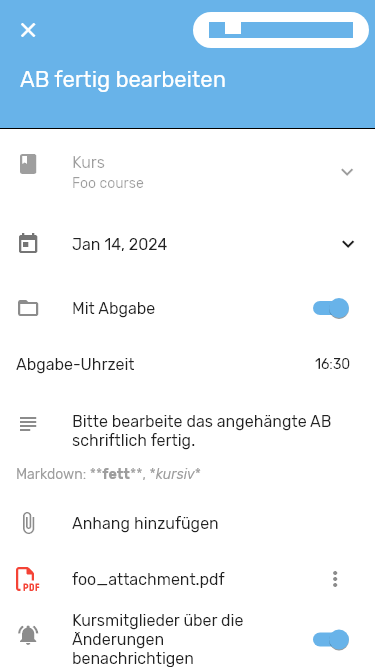 AB fertig bearbeiten
Kurs
Foo course
Jan 14, 2024
Mit Abgabe
Abgabe-Uhrzeit 16:30
Bitte bearbeite das angehängte AB
schriftlich fertig.
Markdown: **fett**, *kursiv*
Anhang hinzufügen
PDF foo_attachment.pdf
Kursmitglieder über die
Änderungen
benachrichtigen